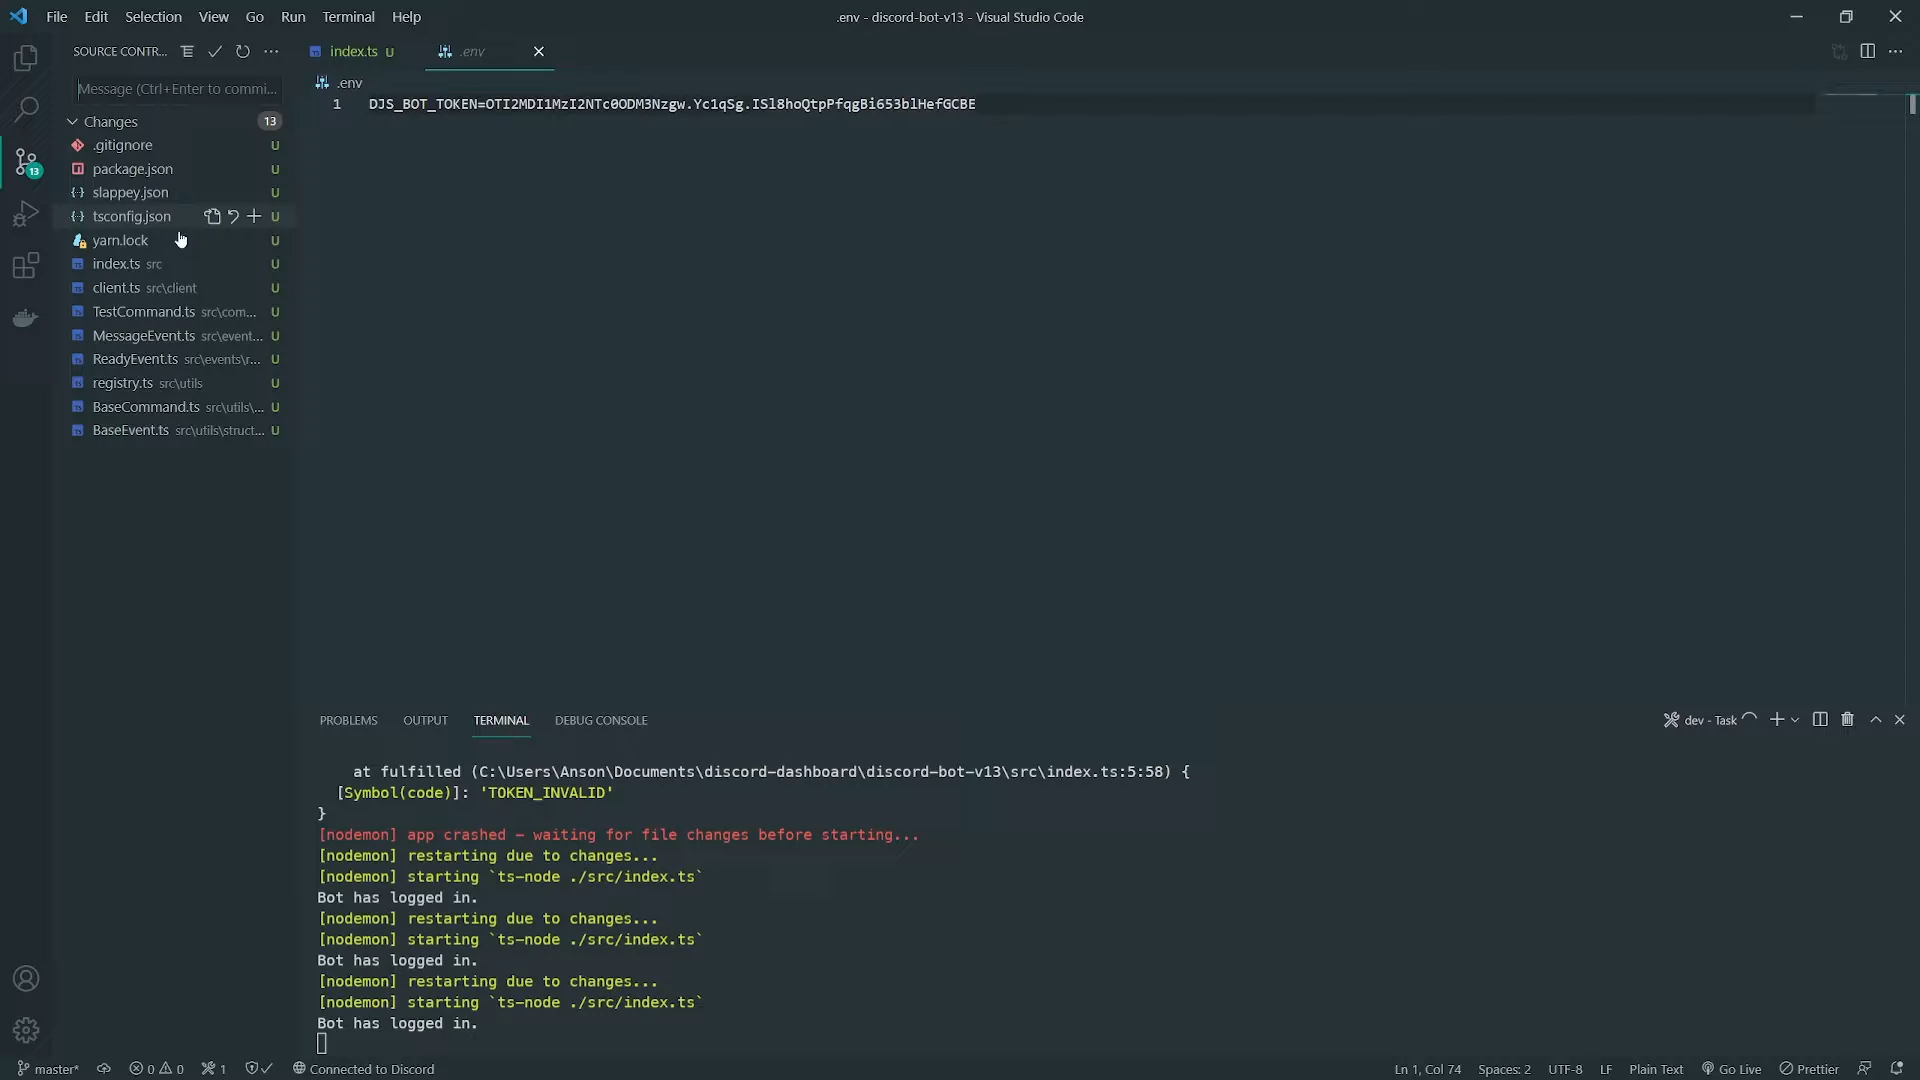 File Edit Selection View Go Run Terminal Help
.env - discord-bot-v13 - Visual Studio Code
SOURCE CONTR...
index.ts U
.env
Message (Ctrl+Enter to commi...
.env
Changes 13
1 DJS_BOT_TOKEN=OTI2MDI1MzI2NTc0ODM3Nzgw.Yc1qSg.ISl8hoQtpPfqgBi653blHefGCBE
.gitignore U
package.json U
13
slappey.json U
tsconfig.json U
yarn.lock U
index.ts src U
client.ts src\client U
TestCommand.ts src\com... U
MessageEvent.ts src\event... U
ReadyEvent.ts src\events\r... U
registry.ts src\utils U
BaseCommand.ts src\utils\... U
BaseEvent.ts src\utils\struct... U
PROBLEMS OUTPUT TERMINAL DEBUG CONSOLE
dev - Task
at fulfilled (C:\Users\Anson\Documents\discord-dashboard\discord-bot-v13\src\index.ts:5:58) {
[Symbol(code)]: 'TOKEN_INVALID'
}
[nodemon] app crashed - waiting for file changes before starting...
[nodemon] restarting due to changes...
[nodemon] starting `ts-node ./src/index.ts`
Bot has logged in.
[nodemon] restarting due to changes...
[nodemon] starting `ts-node ./src/index.ts`
Bot has logged in.
[nodemon] restarting due to changes...
[nodemon] starting `ts-node ./src/index.ts`
Bot has logged in.
master* 0 0 1 Connected to Discord
Ln 1, Col 74 Spaces: 2 UTF-8 LF Plain Text Go Live Prettier